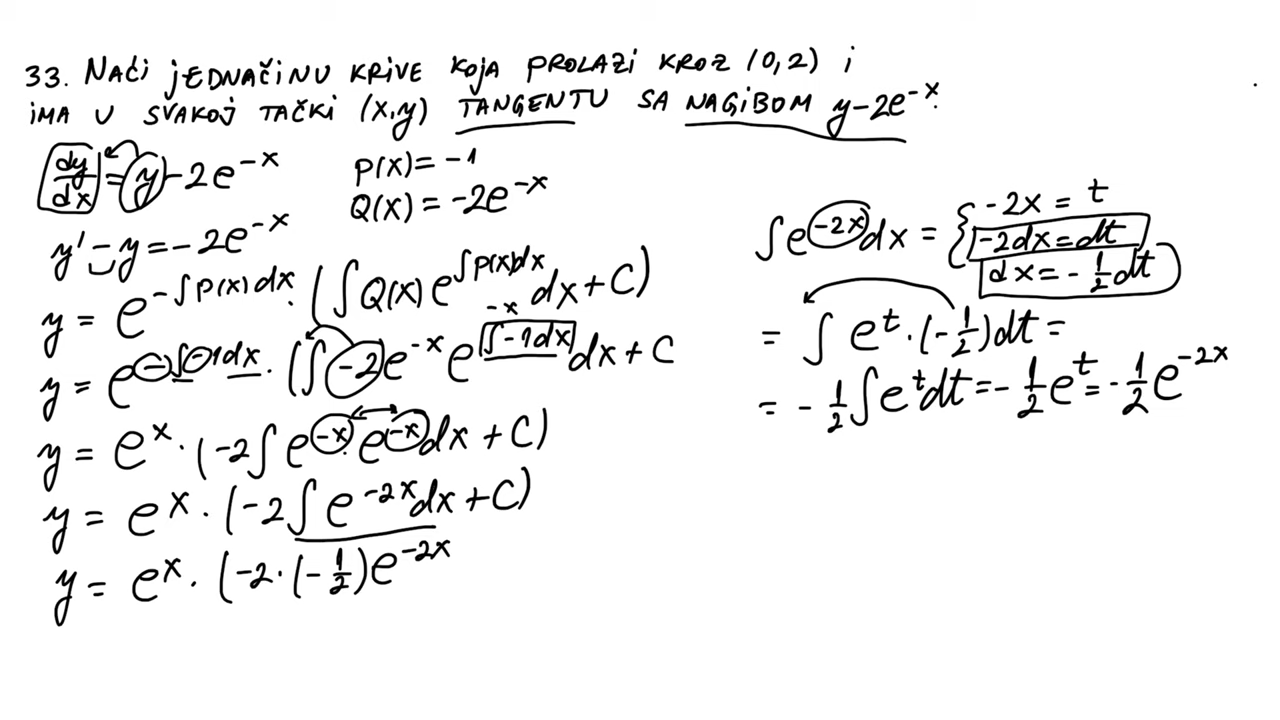 33. NAĆI JEDNAČINU KRIVE KOJA PROLAZI KROZ (0,2) I
IMA U SVAKOJ TAČKI (X,y) TANGENTU SA NAGIBOM y-2e^-x.
dy/dx = y - 2e^-x
y' - y = -2e^-x
P(X) = -1
Q(X) = -2e^-x
y = e^-∫P(x)dx · (∫Q(x) e^∫P(x)dx dx + C)
-x
y = e^-∫-1dx · (∫-2e^-x e^∫-1dx dx + C
y = e^x · (-2∫e^-x · e^-x dx + C)
y = e^x · (-2∫e^-2x dx + C)
y = e^x · (-2 · (-1/2)e^-2x
∫e^-2x dx = { -2x = t
-2dx = dt
dx = -1/2 dt
= ∫ e^t · (-1/2)dt =
= -1/2 ∫e^t dt = -1/2 e^t = -1/2 e^-2x